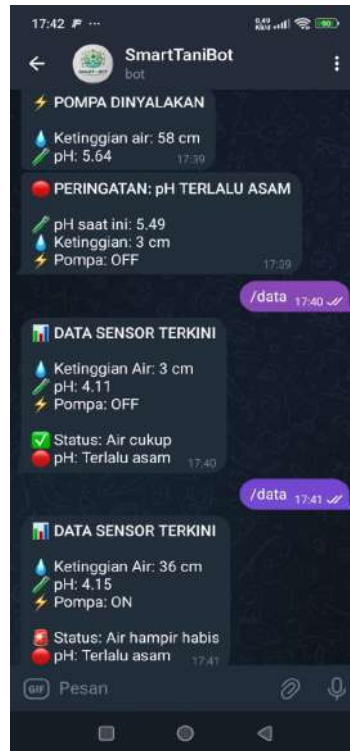 17:42
SmartTaniBot
bot
POMPA DINYALAKAN
Ketinggian air: 58 cm
pH: 5.64
17:39
PERINGATAN: pH TERLALU ASAM
pH saat ini: 5.49
Ketinggian: 3 cm
Pompa: OFF
17:39
/data 17:40
DATA SENSOR TERKINI
Ketinggian Air: 3 cm
pH: 4.11
Pompa: OFF
Status: Air cukup
pH: Terlalu asam 17:40
/data 17:41
DATA SENSOR TERKINI
Ketinggian Air: 36 cm
pH: 4.15
Pompa: ON
Status: Air hampir habis
pH: Terlalu asam 17:41
GIF Pesan